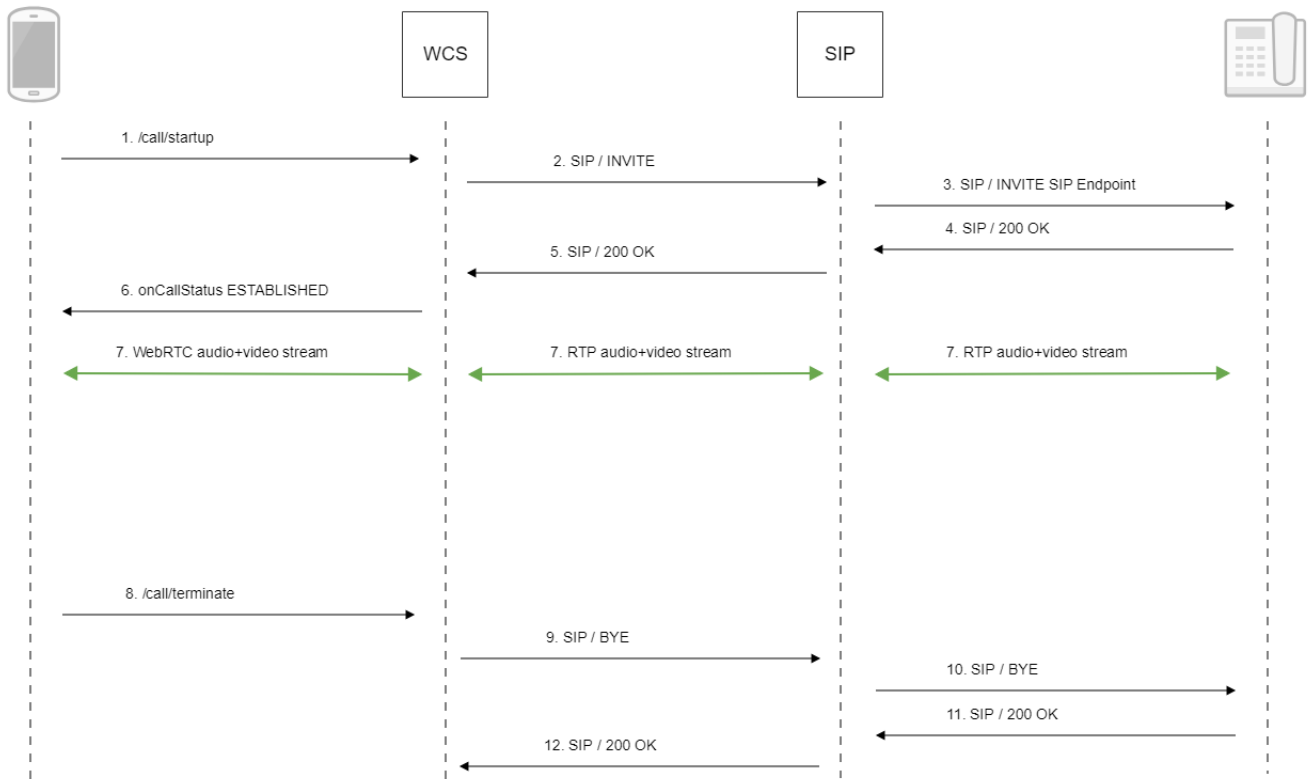 WCS
SIP
1. /call/startup
2. SIP / INVITE
3. SIP / INVITE SIP Endpoint
4. SIP / 200 OK
5. SIP / 200 OK
6. onCallStatus ESTABLISHED
7. WebRTC audio+video stream
7. RTP audio+video stream
7. RTP audio+video stream
8. /call/terminate
9. SIP / BYE
10. SIP / BYE
11. SIP / 200 OK
12. SIP / 200 OK